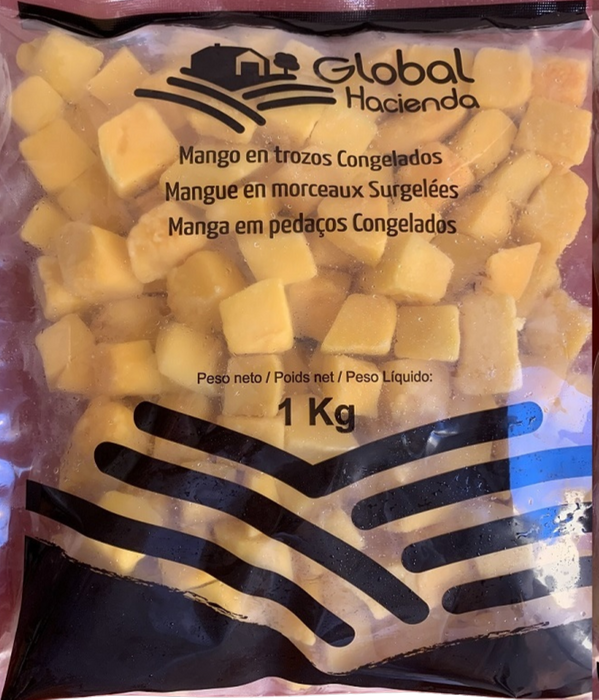 Global
Hacienda
Mango en trozos Congelados
Mangue en morceaux Surgelées
Manga em pedaços Congelados
Peso neto / Poids net / Peso Líquido:
1 Kg